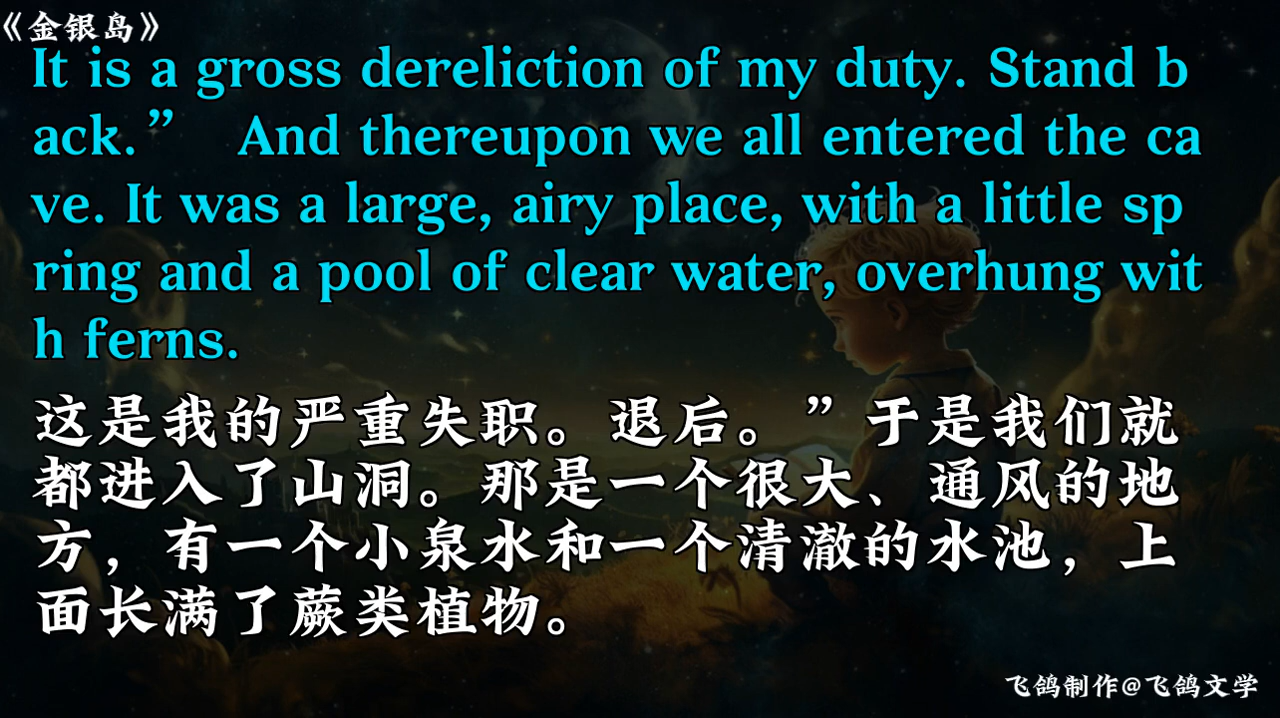 《金银岛》
It is a gross dereliction of my duty. Stand b
ack.” And thereupon we all entered the ca
ve. It was a large, airy place, with a little sp
ring and a pool of clear water, overhung wit
h ferns.
这是我的严重失职。退后。”于是我们就
都进入了山洞。那是一个很大、通风的地
方，有一个小泉水和一个清澈的水池，上
面长满了蕨类植物。
飞鸽制作@飞鸽文学